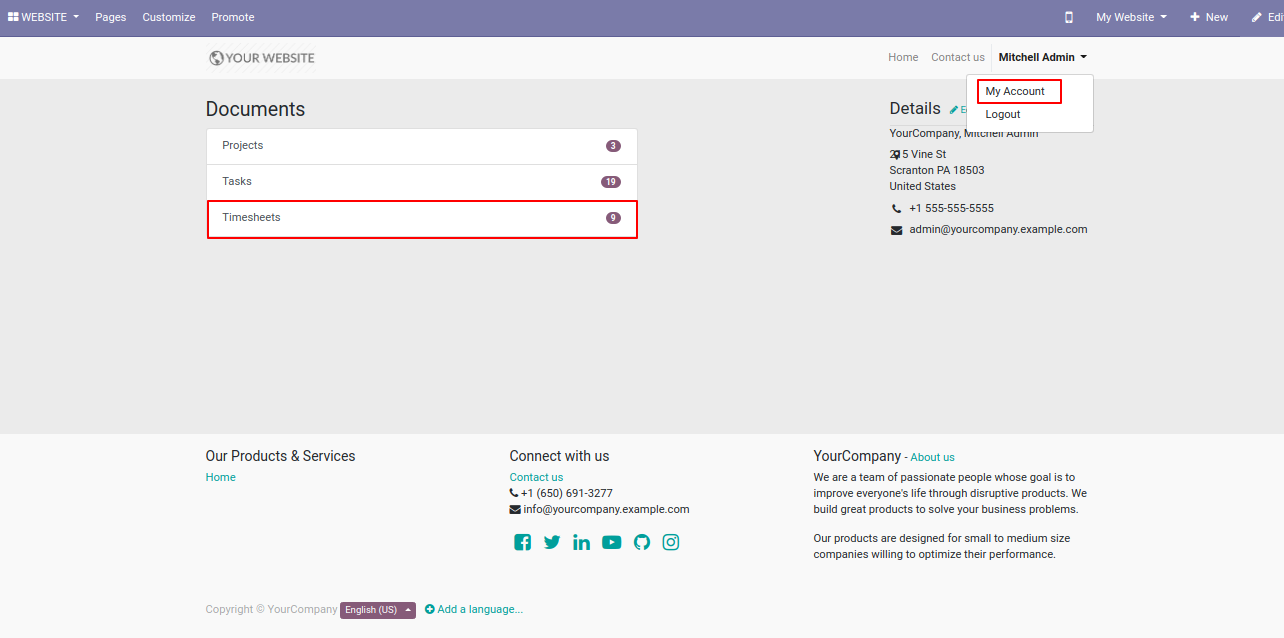 WEBSITE Pages Customize Promote My Website New Edi
YOUR WEBSITE Home Contact us Mitchell Admin
My Account
Logout
Documents
Projects 3
Tasks 19
Timesheets 9
Details E
YourCompany, Mitchell Admin
5 Vine St
Scranton PA 18503
United States
+1 555-555-5555
admin@yourcompany.example.com
Our Products & Services
Home
Connect with us
Contact us
+1 (650) 691-3277
info@yourcompany.example.com
YourCompany - About us
We are a team of passionate people whose goal is to
improve everyone's life through disruptive products. We
build great products to solve your business problems.
Our products are designed for small to medium size
companies willing to optimize their performance.
Copyright © YourCompany English (US) Add a language...